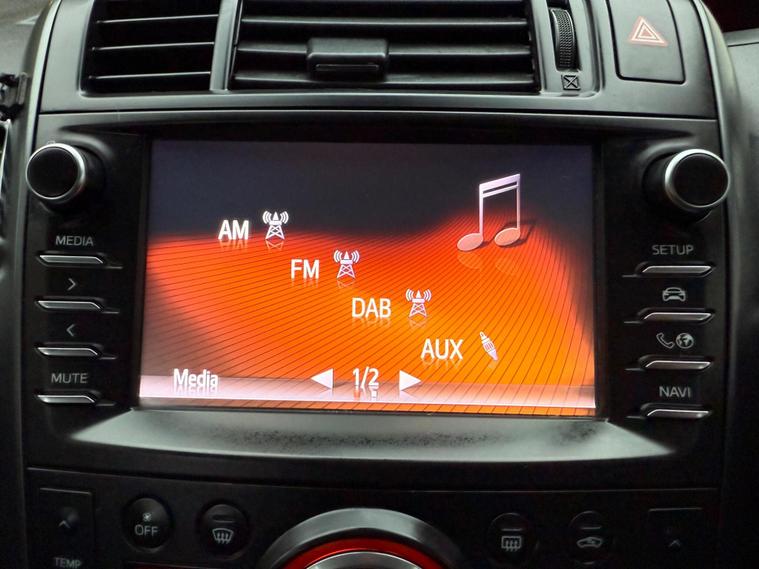 MEDIA
>
<
MUTE
AM
FM
DAB
AUX
Media
1/2
SETUP
NAVI
OFF
TEMP